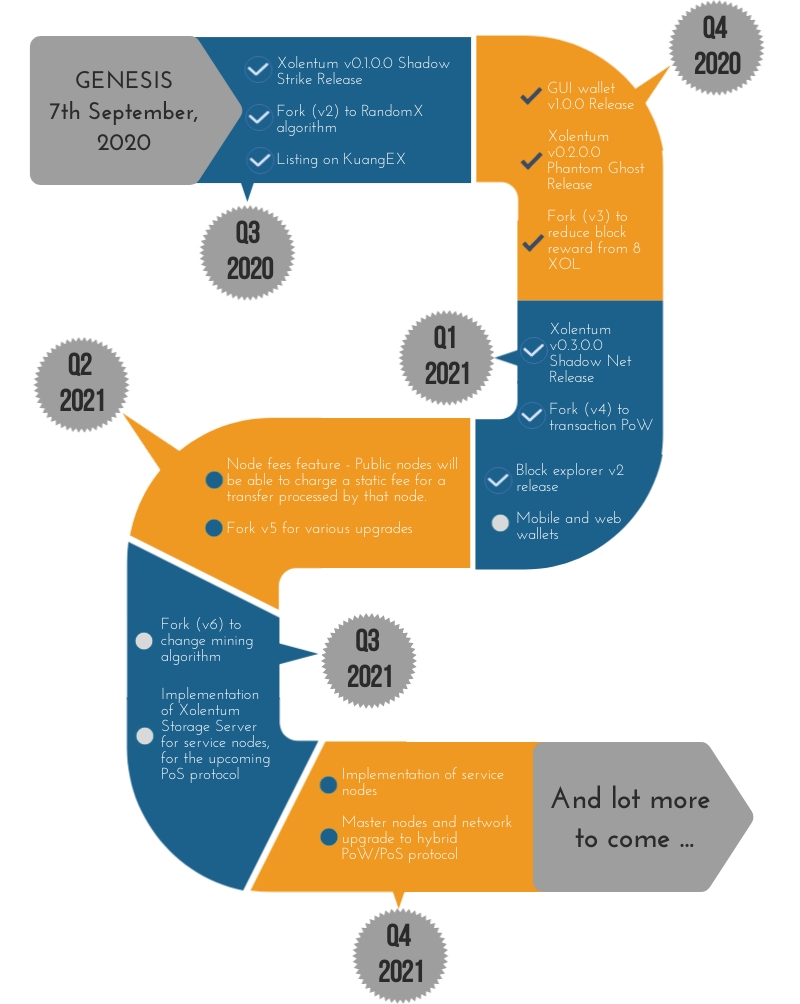 GENESIS
7th September,
2020
Xolentum v0.1.0.0 Shadow
Strike Release
Fork (v2) to RandomX
algorithm
Listing on KuangEX
Q3
2020
Q4
2020
GUI wallet
v1.0.0 Release
Xolentum
v0.2.0.0
Phantom Ghost
Release
Fork (v3) to
reduce block
reward from 8
XOL
Q1
2021
Xolentum
v0.3.0.0
Shadow Net
Release
Fork (v4) to
transaction PoW
Block explorer v2
release
Mobile and web
wallets
Q2
2021
Node fees feature - Public nodes will
be able to charge a static fee for a
transfer processed by that node.
Fork v5 for various upgrades
Fork (v6) to
change mining
algorithm
Implementation
of Xolentum
Storage Server
for service nodes,
for the upcoming
PoS protocol
Q3
2021
Implementation of service
nodes
Master nodes and network
upgrade to hybrid
PoW/PoS protocol
Q4
2021
And lot more
to come ...